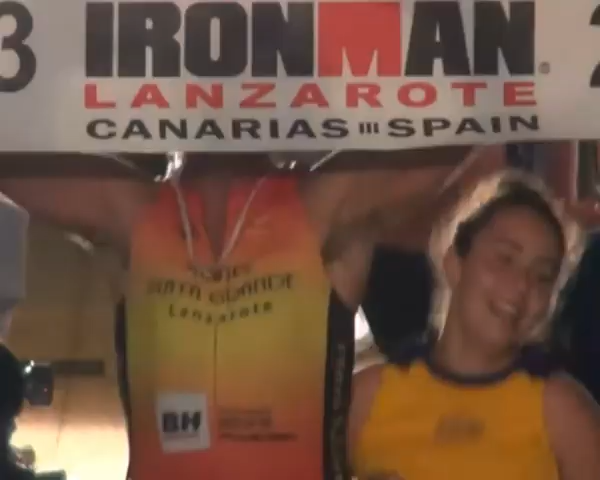 3 IRONMAN® 2
LANZAROTE
CANARIAS SPAIN
Lanzarote
BH